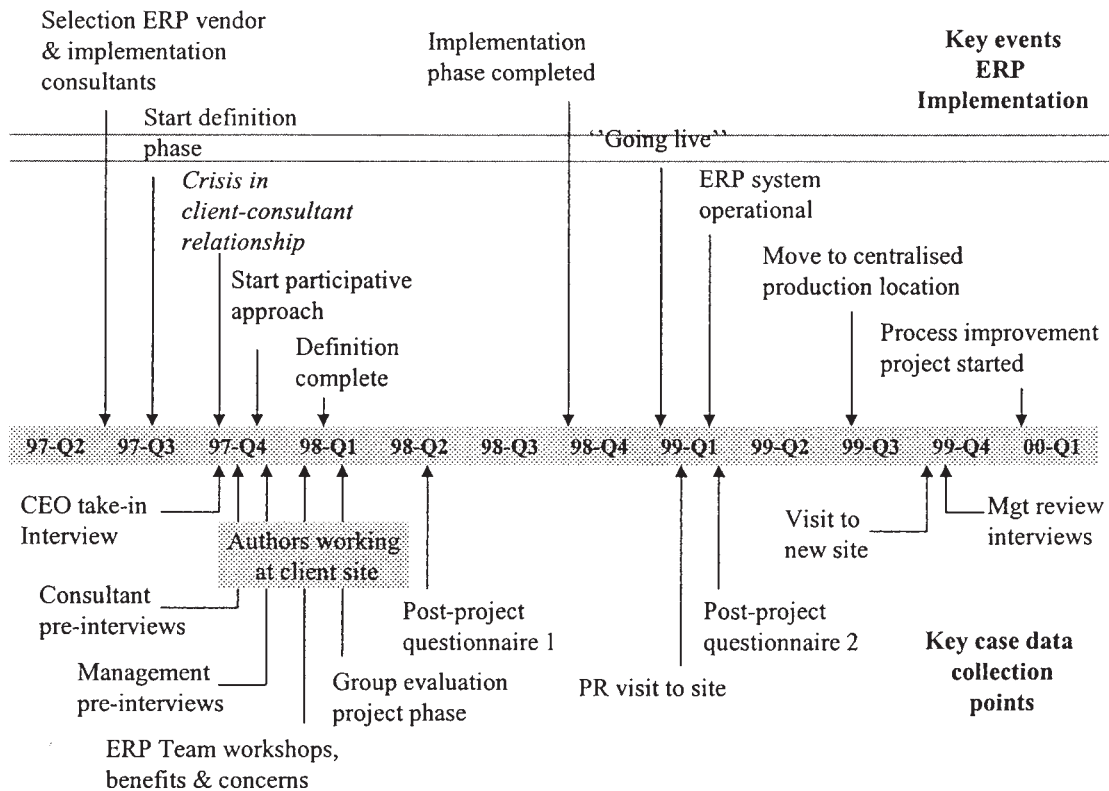 Selection ERP vendor
& implementation
consultants
Implementation
phase completed
Key events
ERP
Implementation
Start definition
phase
‘‘Going live’’
Crisis in
client-consultant
relationship
ERP system
operational
Start participative
approach
Move to centralised
production location
Definition
complete
Process improvement
project started
97-Q2 97-Q3 97-Q4 98-Q1 98-Q2 98-Q3 98-Q4 99-Q1 99-Q2 99-Q3 99-Q4 00-Q1
CEO take-in
Interview
Authors working
at client site
Visit to
new site
Mgt review
interviews
Consultant
pre-interviews
Post-project
questionnaire 1
Post-project
questionnaire 2
Key case data
collection
points
Management
pre-interviews
Group evaluation
project phase
PR visit to site
ERP Team workshops,
benefits & concerns